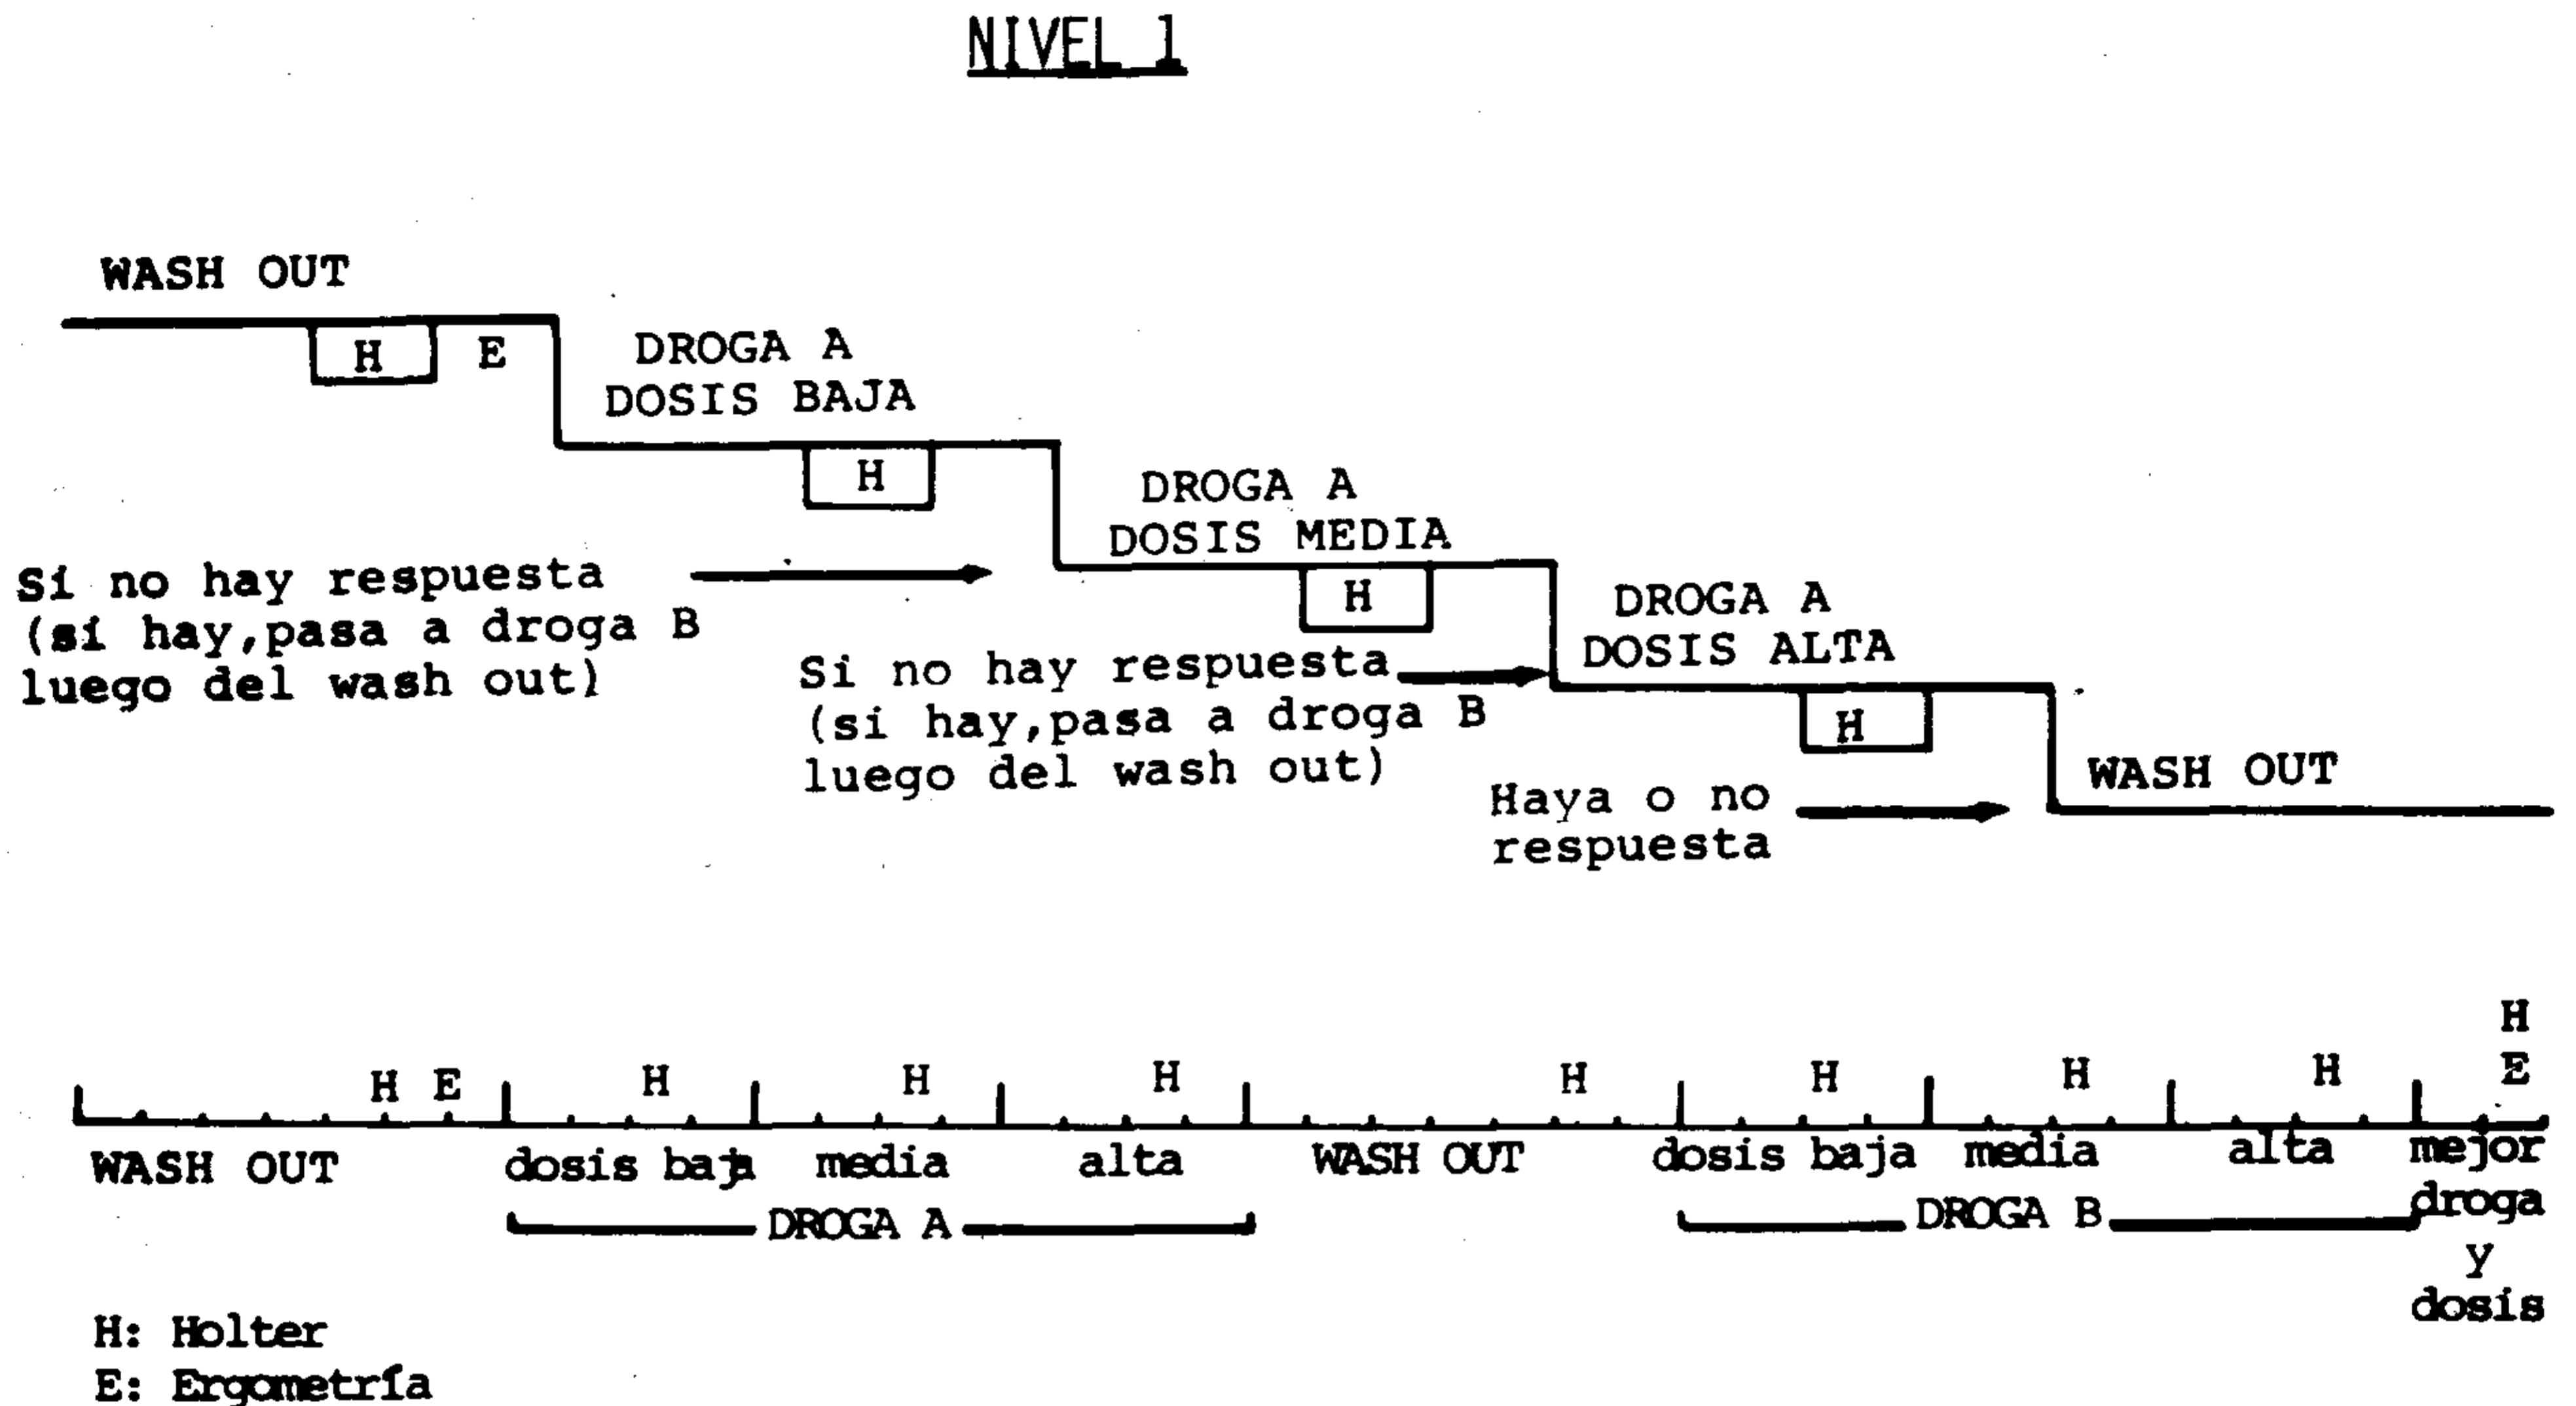 NIVEL 1
WASH OUT
H E
DROGA A
DOSIS BAJA
H
DROGA A
DOSIS MEDIA
H
Si no hay respuesta
(si hay,pasa a droga B
luego del wash out)
DROGA A
DOSIS ALTA
H
Si no hay respuesta
(si hay,pasa a droga B
luego del wash out)
WASH OUT
Haya o no
respuesta
H
H E H H H H H H H E
WASH OUT dosis baja media alta WASH OUT dosis baja media alta mejor
DROGA A DROGA B droga
y
dosis
H: Holter
E: Ergometría